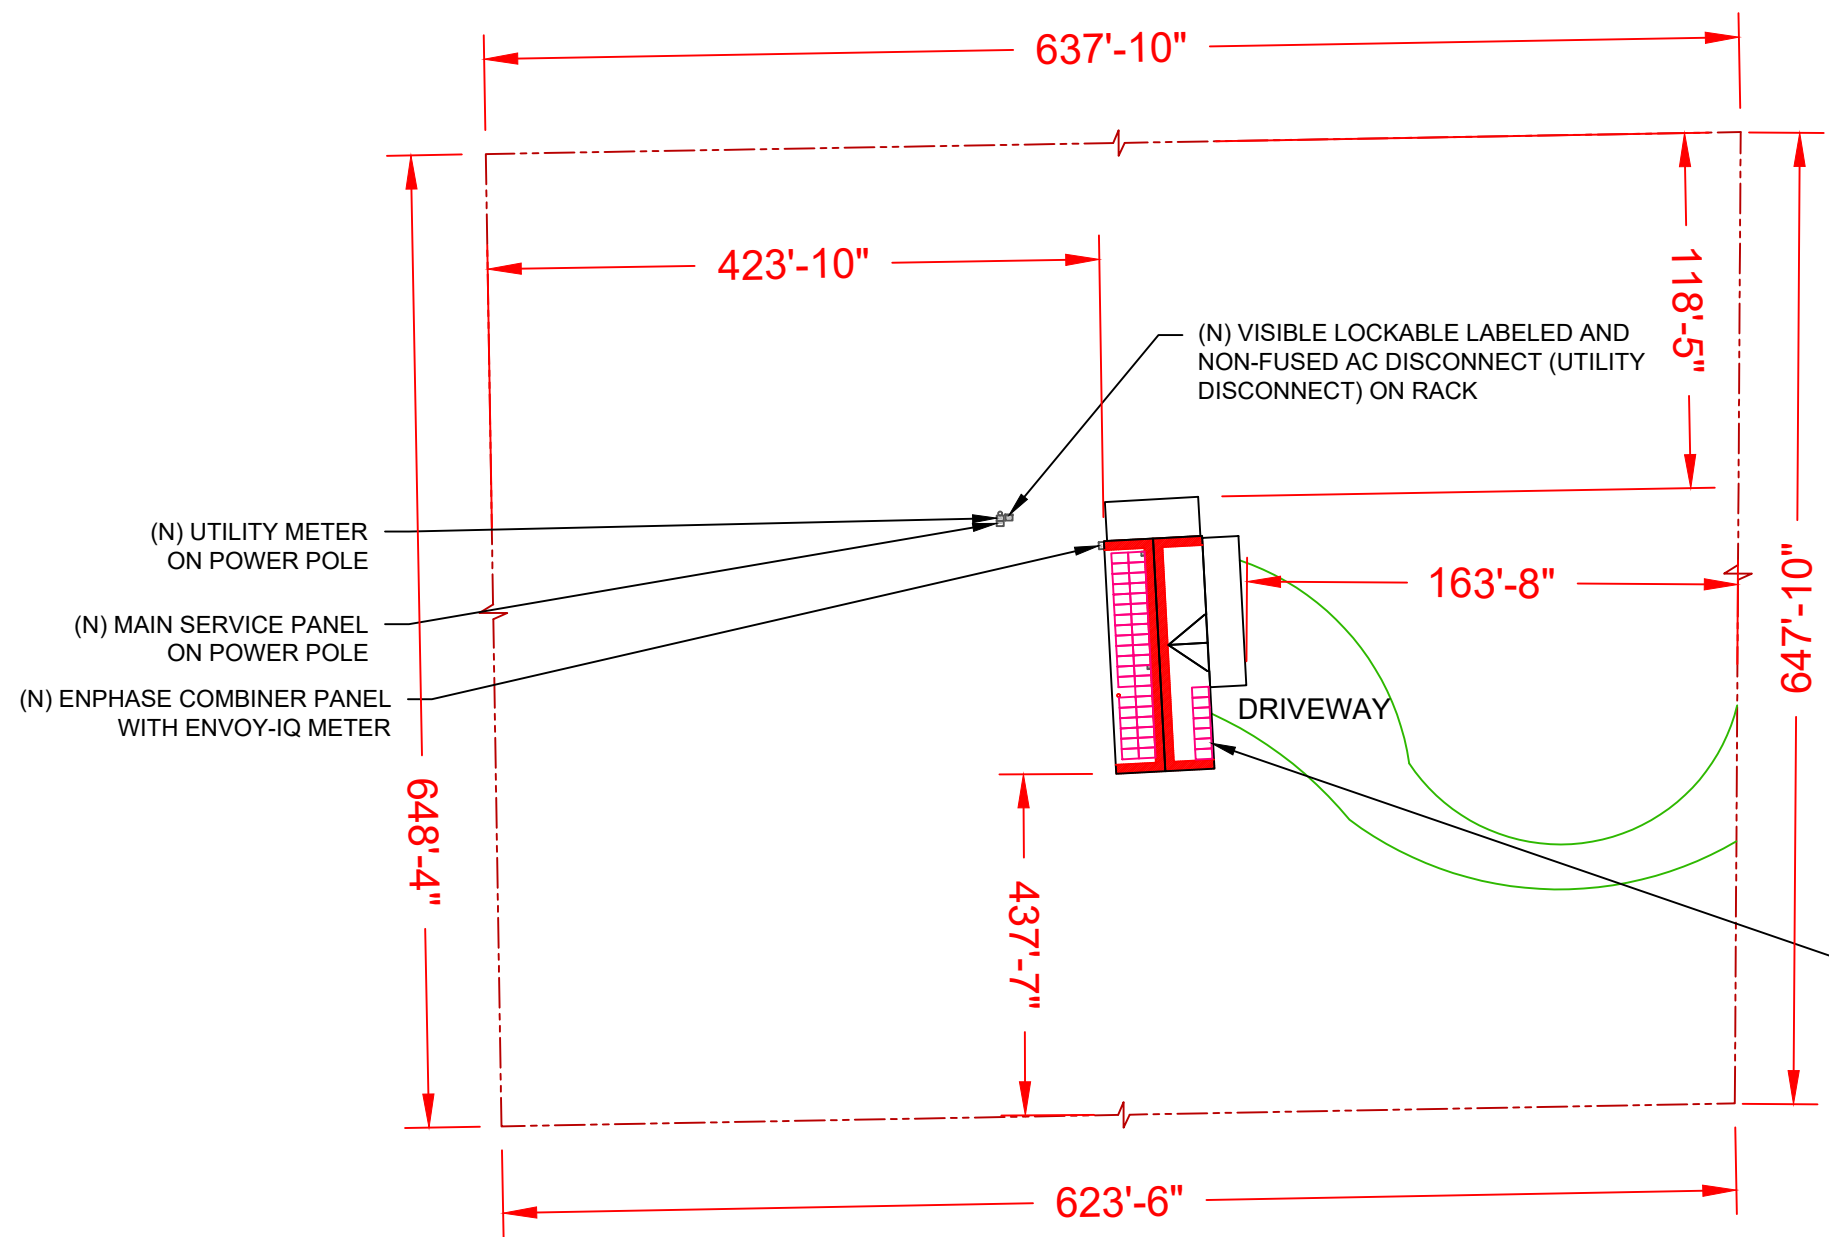 637'-10"
423'-10"
118'-5"
(N) VISIBLE LOCKABLE LABELED AND
NON-FUSED AC DISCONNECT (UTILITY
DISCONNECT) ON RACK
(N) UTILITY METER
ON POWER POLE
163'-8"
647'-10"
(N) MAIN SERVICE PANEL
ON POWER POLE
(N) ENPHASE COMBINER PANEL
WITH ENVOY-IQ METER
DRIVEWAY
648'-4"
437'-7"
623'-6"